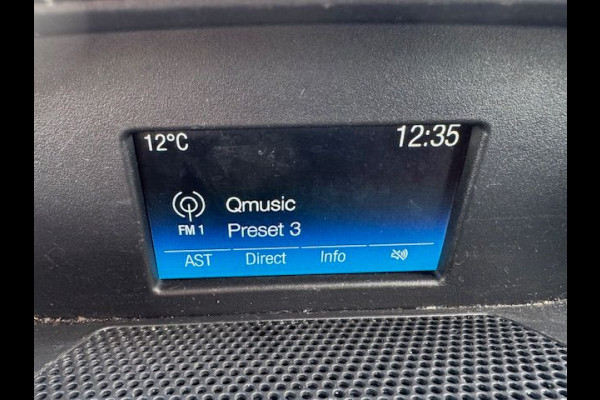 12°C 12:35
Qmusic
FM 1 Preset 3
AST Direct Info